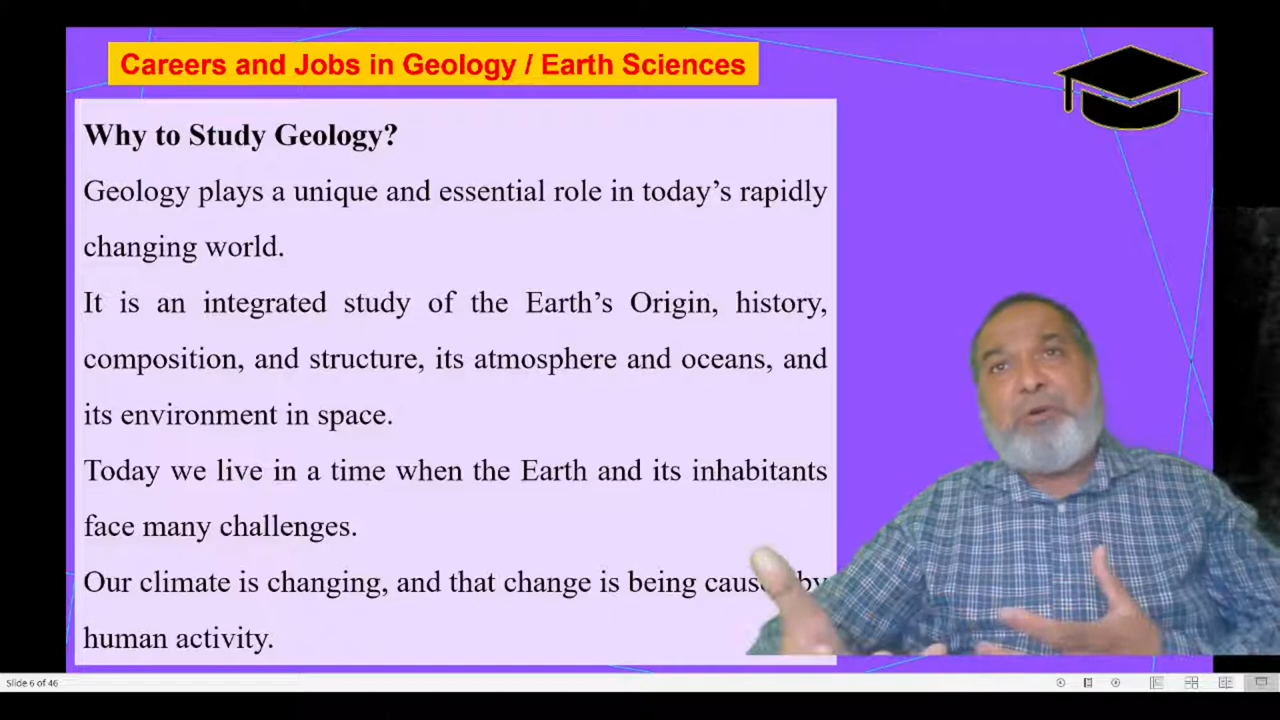 Careers and Jobs in Geology / Earth Sciences
Why to Study Geology?
Geology plays a unique and essential role in today's rapidly
changing world.
It is an integrated study of the Earth's Origin, history,
composition, and structure, its atmosphere and oceans, and
its environment in space.
Today we live in a time when the Earth and its inhabitants
face many challenges.
Our climate is changing, and that change is being caused by
human activity.
Slide 6 of 46